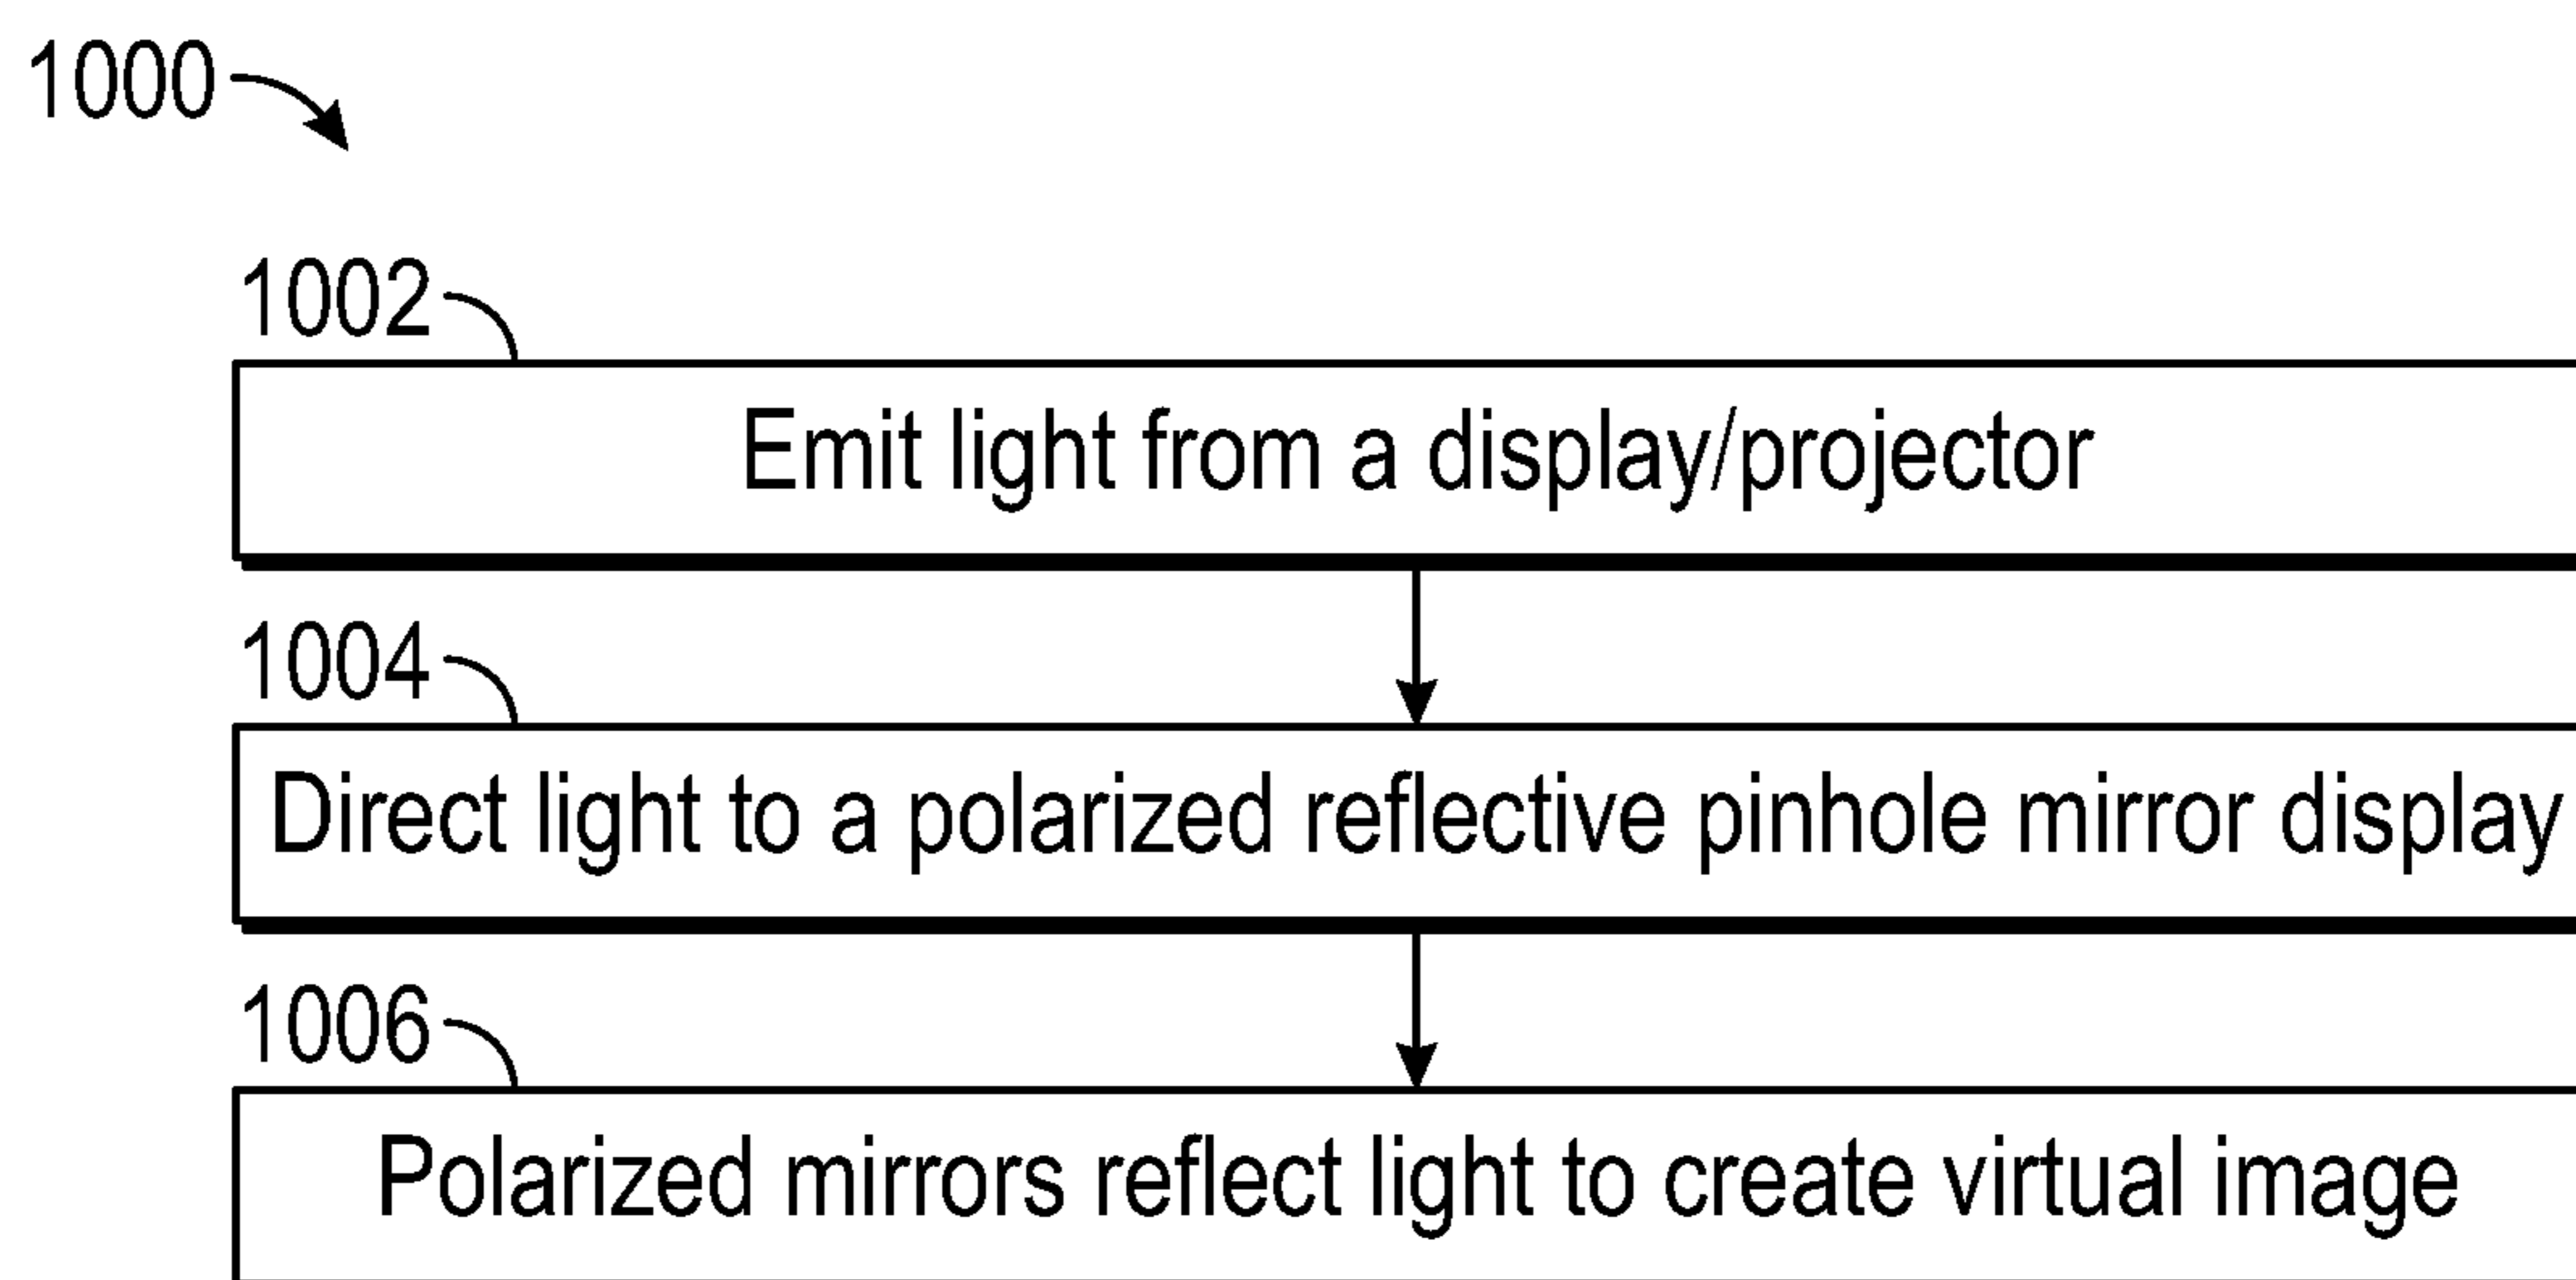 1000
1002
Emit light from a display/projector
1004
Direct light to a polarized reflective pinhole mirror display
1006
Polarized mirrors reflect light to create virtual image